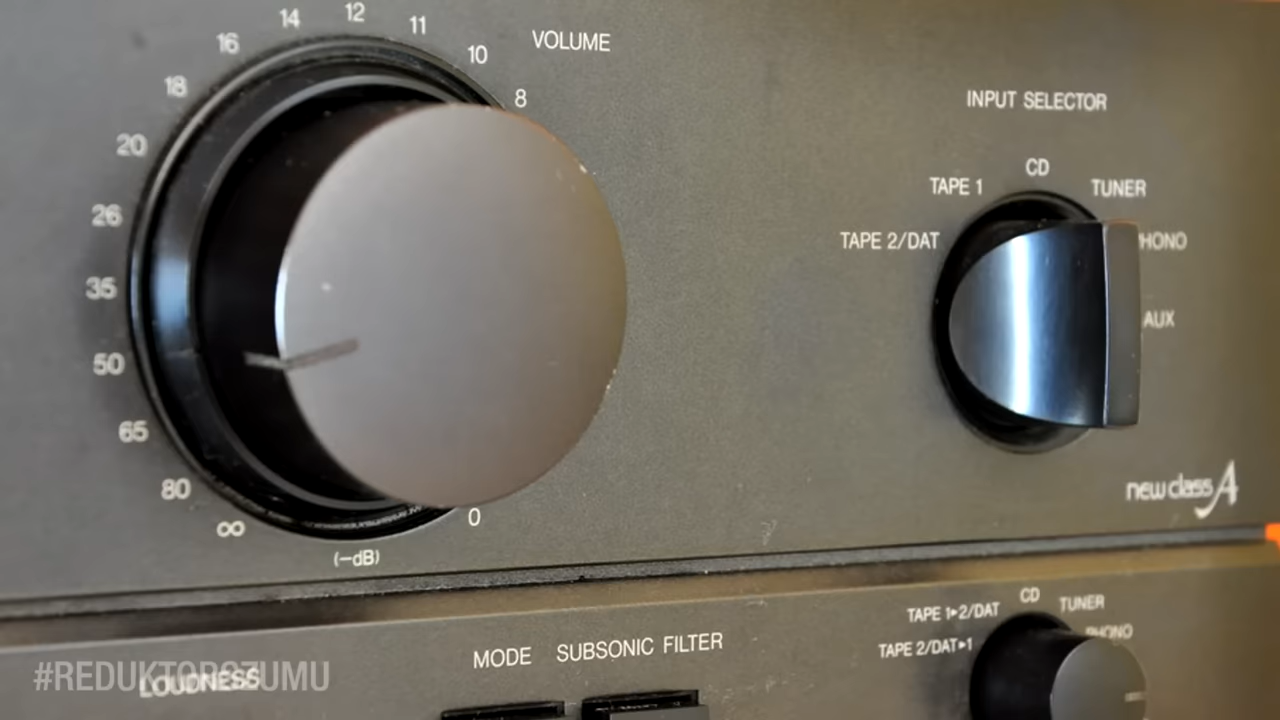 VOLUME
14 12 11
16 10
18 8
20
26
35
50
65
80
∞ 0
(−dB)
INPUT SELECTOR
CD
TAPE 1 TUNER
TAPE 2/DAT PHONO
AUX
new class A
MODE SUBSONIC FILTER
LOUDNESS
#REDUKTORSZUMU
CD
TAPE 1▸2/DAT TUNER
TAPE 2/DAT▸1 PHONO